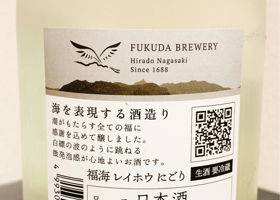 FUKUDA BREWERY
Hirado Nagasaki
Since 1688
海を表現する酒造り
潮がもたらす全ての福に
感謝を込めて醸しました。
白縹の波のように跳ねる
微発泡感が心地よいお酒です。
福海 レイホウ にごり
生酒 要冷蔵
日本酒